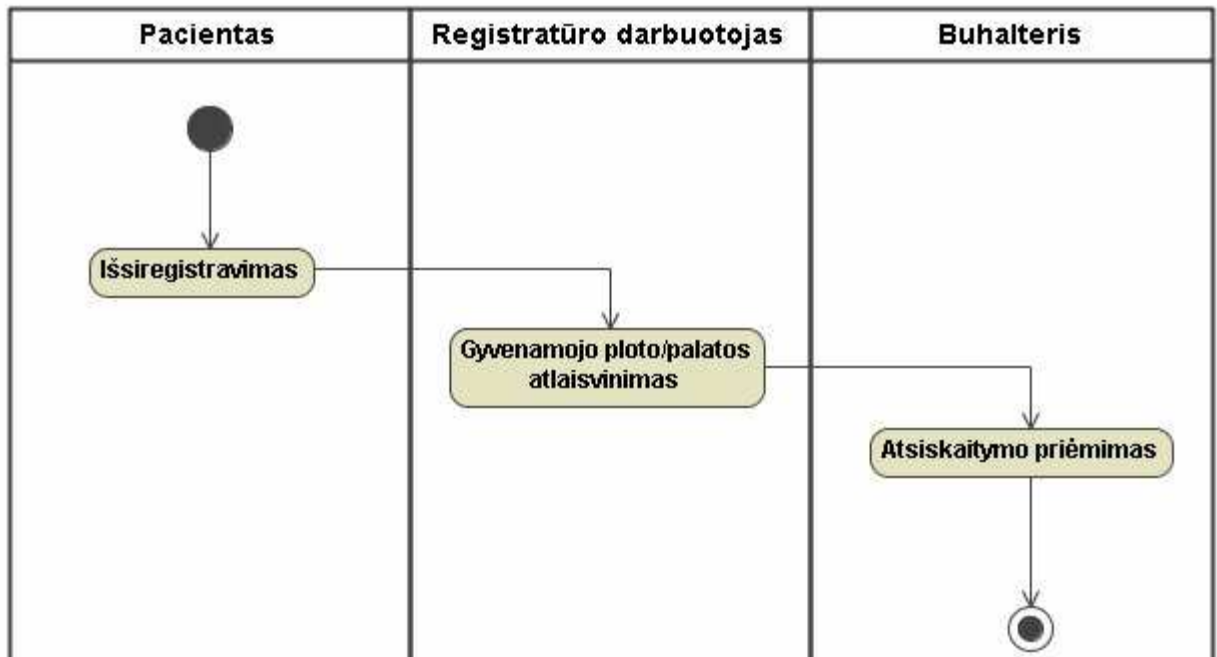 Pacientas
Registratūro darbuotojas
Buhalteris
Išsiregistravimas
Gyvenamojo ploto/palatos
atlaisvinimas
Atsiskaitymo priėmimas